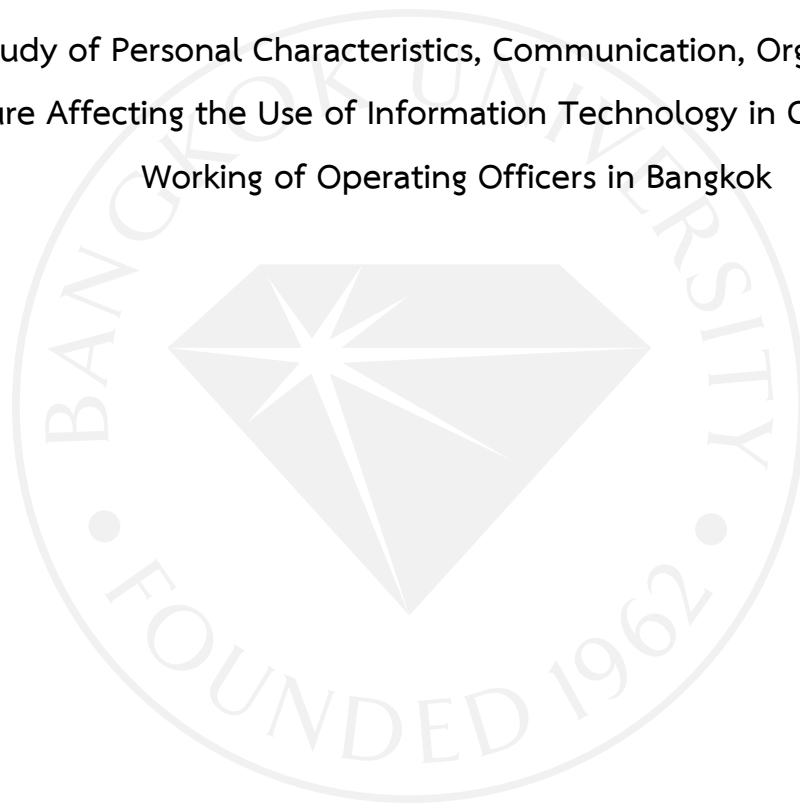 udy of Personal Characteristics, Communication, Org
ure Affecting the Use of Information Technology in
Working of Operating Officers in Bangkok
BANGKOK UNIVERSITY
• FOUNDED 1962 •